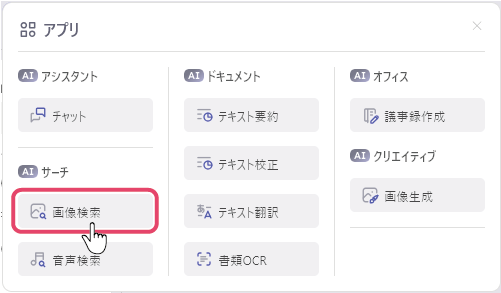 アプリ
AI アシスタント
チャット
AI サーチ
画像検索
音声検索
AI ドキュメント
テキスト要約
テキスト校正
テキスト翻訳
書類OCR
AI オフィス
議事録作成
AI クリエイティブ
画像生成